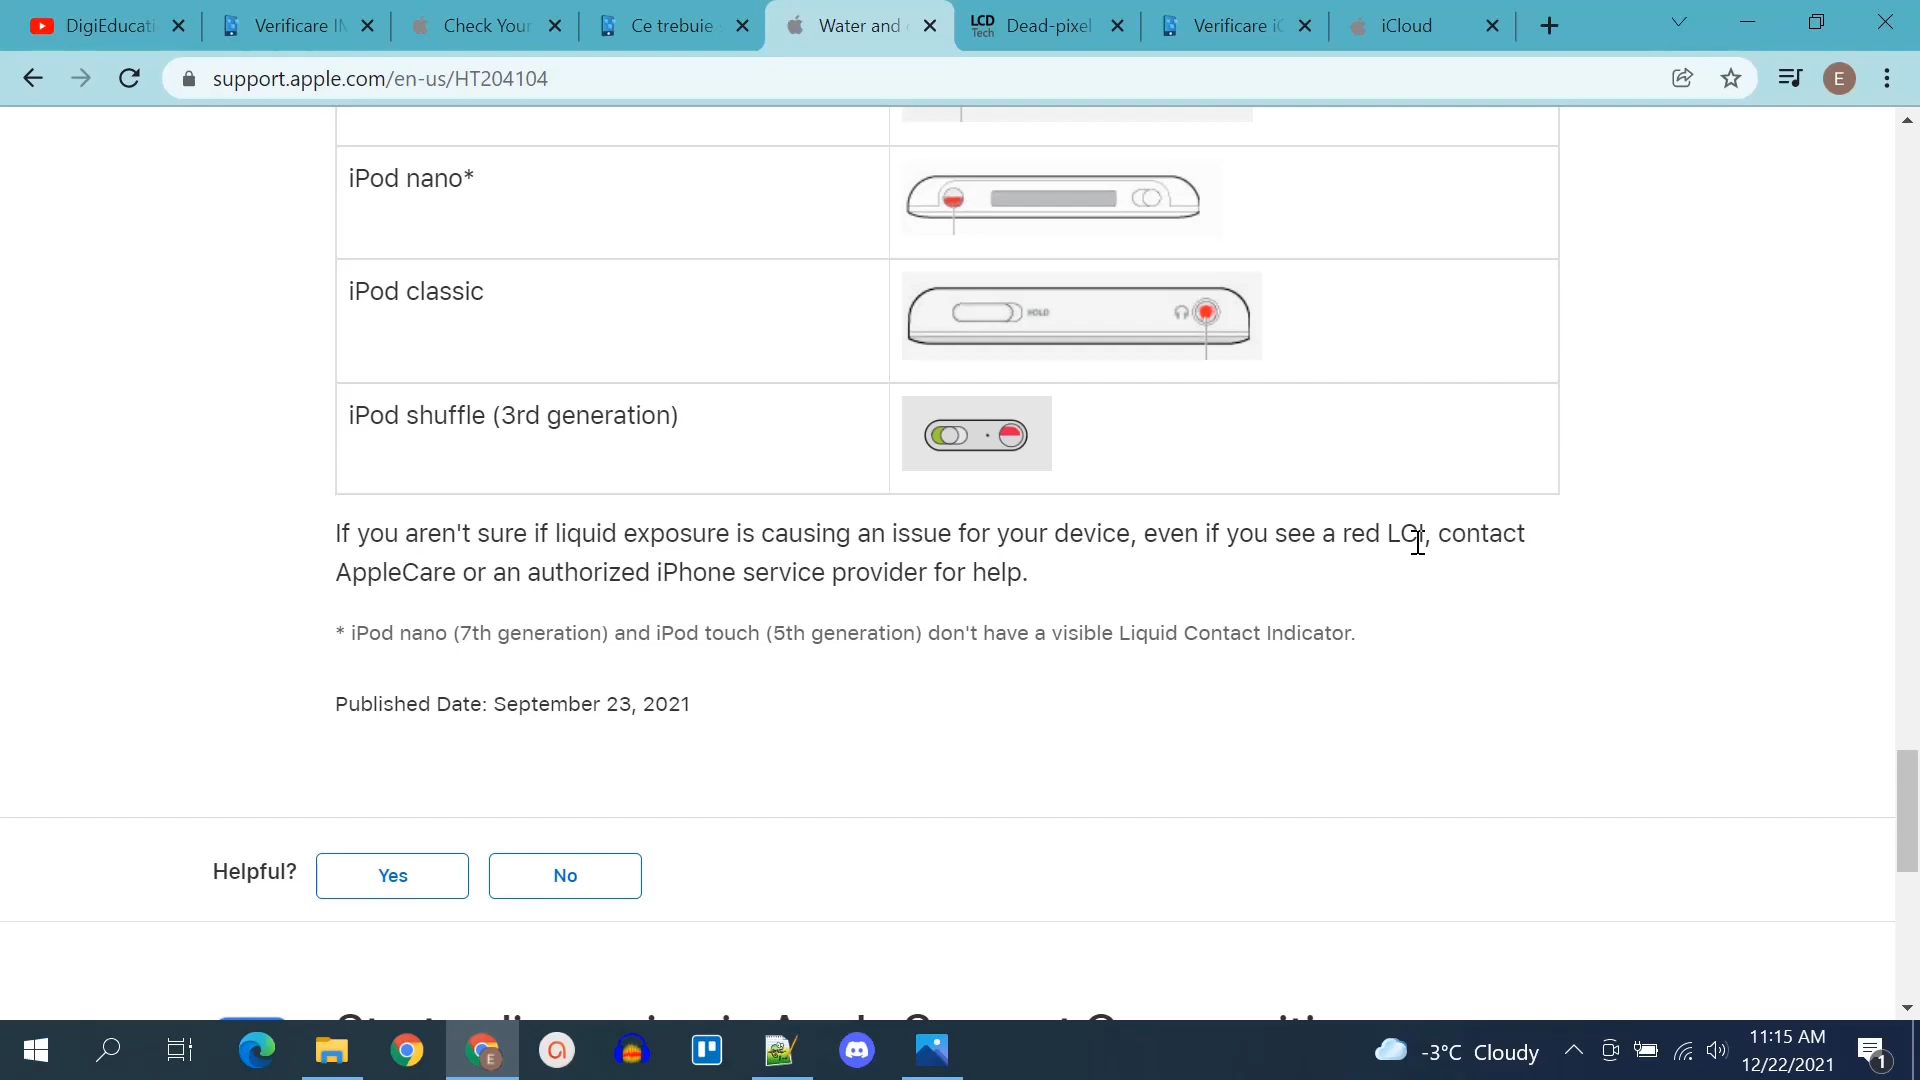 DigiEducati
Verificare IM
Check Your
Ce trebuie
Water and
LCD Tech Dead-pixel
Verificare iC
iCloud
support.apple.com/en-us/HT204104
E
iPod nano*
iPod classic
HOLD
iPod shuffle (3rd generation)
If you aren't sure if liquid exposure is causing an issue for your device, even if you see a red LCI, contact
AppleCare or an authorized iPhone service provider for help.
* iPod nano (7th generation) and iPod touch (5th generation) don't have a visible Liquid Contact Indicator.
Published Date: September 23, 2021
Helpful?
Yes
No
E
-3°C Cloudy
11:15 AM
12/22/2021
1